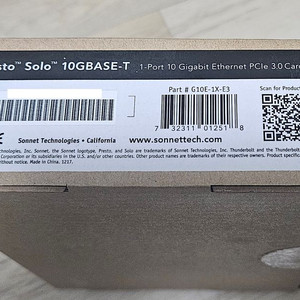 sto™ Solo™ 10GBASE-T 1-Port 10 Gigabit Ethernet PCIe 3.0 Card
Part # G10E-1X-E3
Scan for Product
7 32311 01251 8
Sonnet Technologies • California
www.sonnettech.com
Technologies, Inc. Sonnet, the Sonnet logotype, Presto, and Solo are trademarks of Sonnet Technologies, Inc. Thunderbolt and the Thunderbolt
Corporation or its subsidiaries in the U.S. and/or other countries. Other product names are trademarks of their respective owners. Product specifications
without notice. Made in China. 1217.